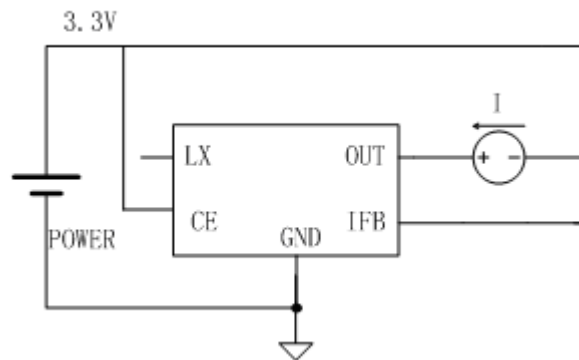 3.3V
I
LX
OUT
CE
IFB
GND
POWER
+
-